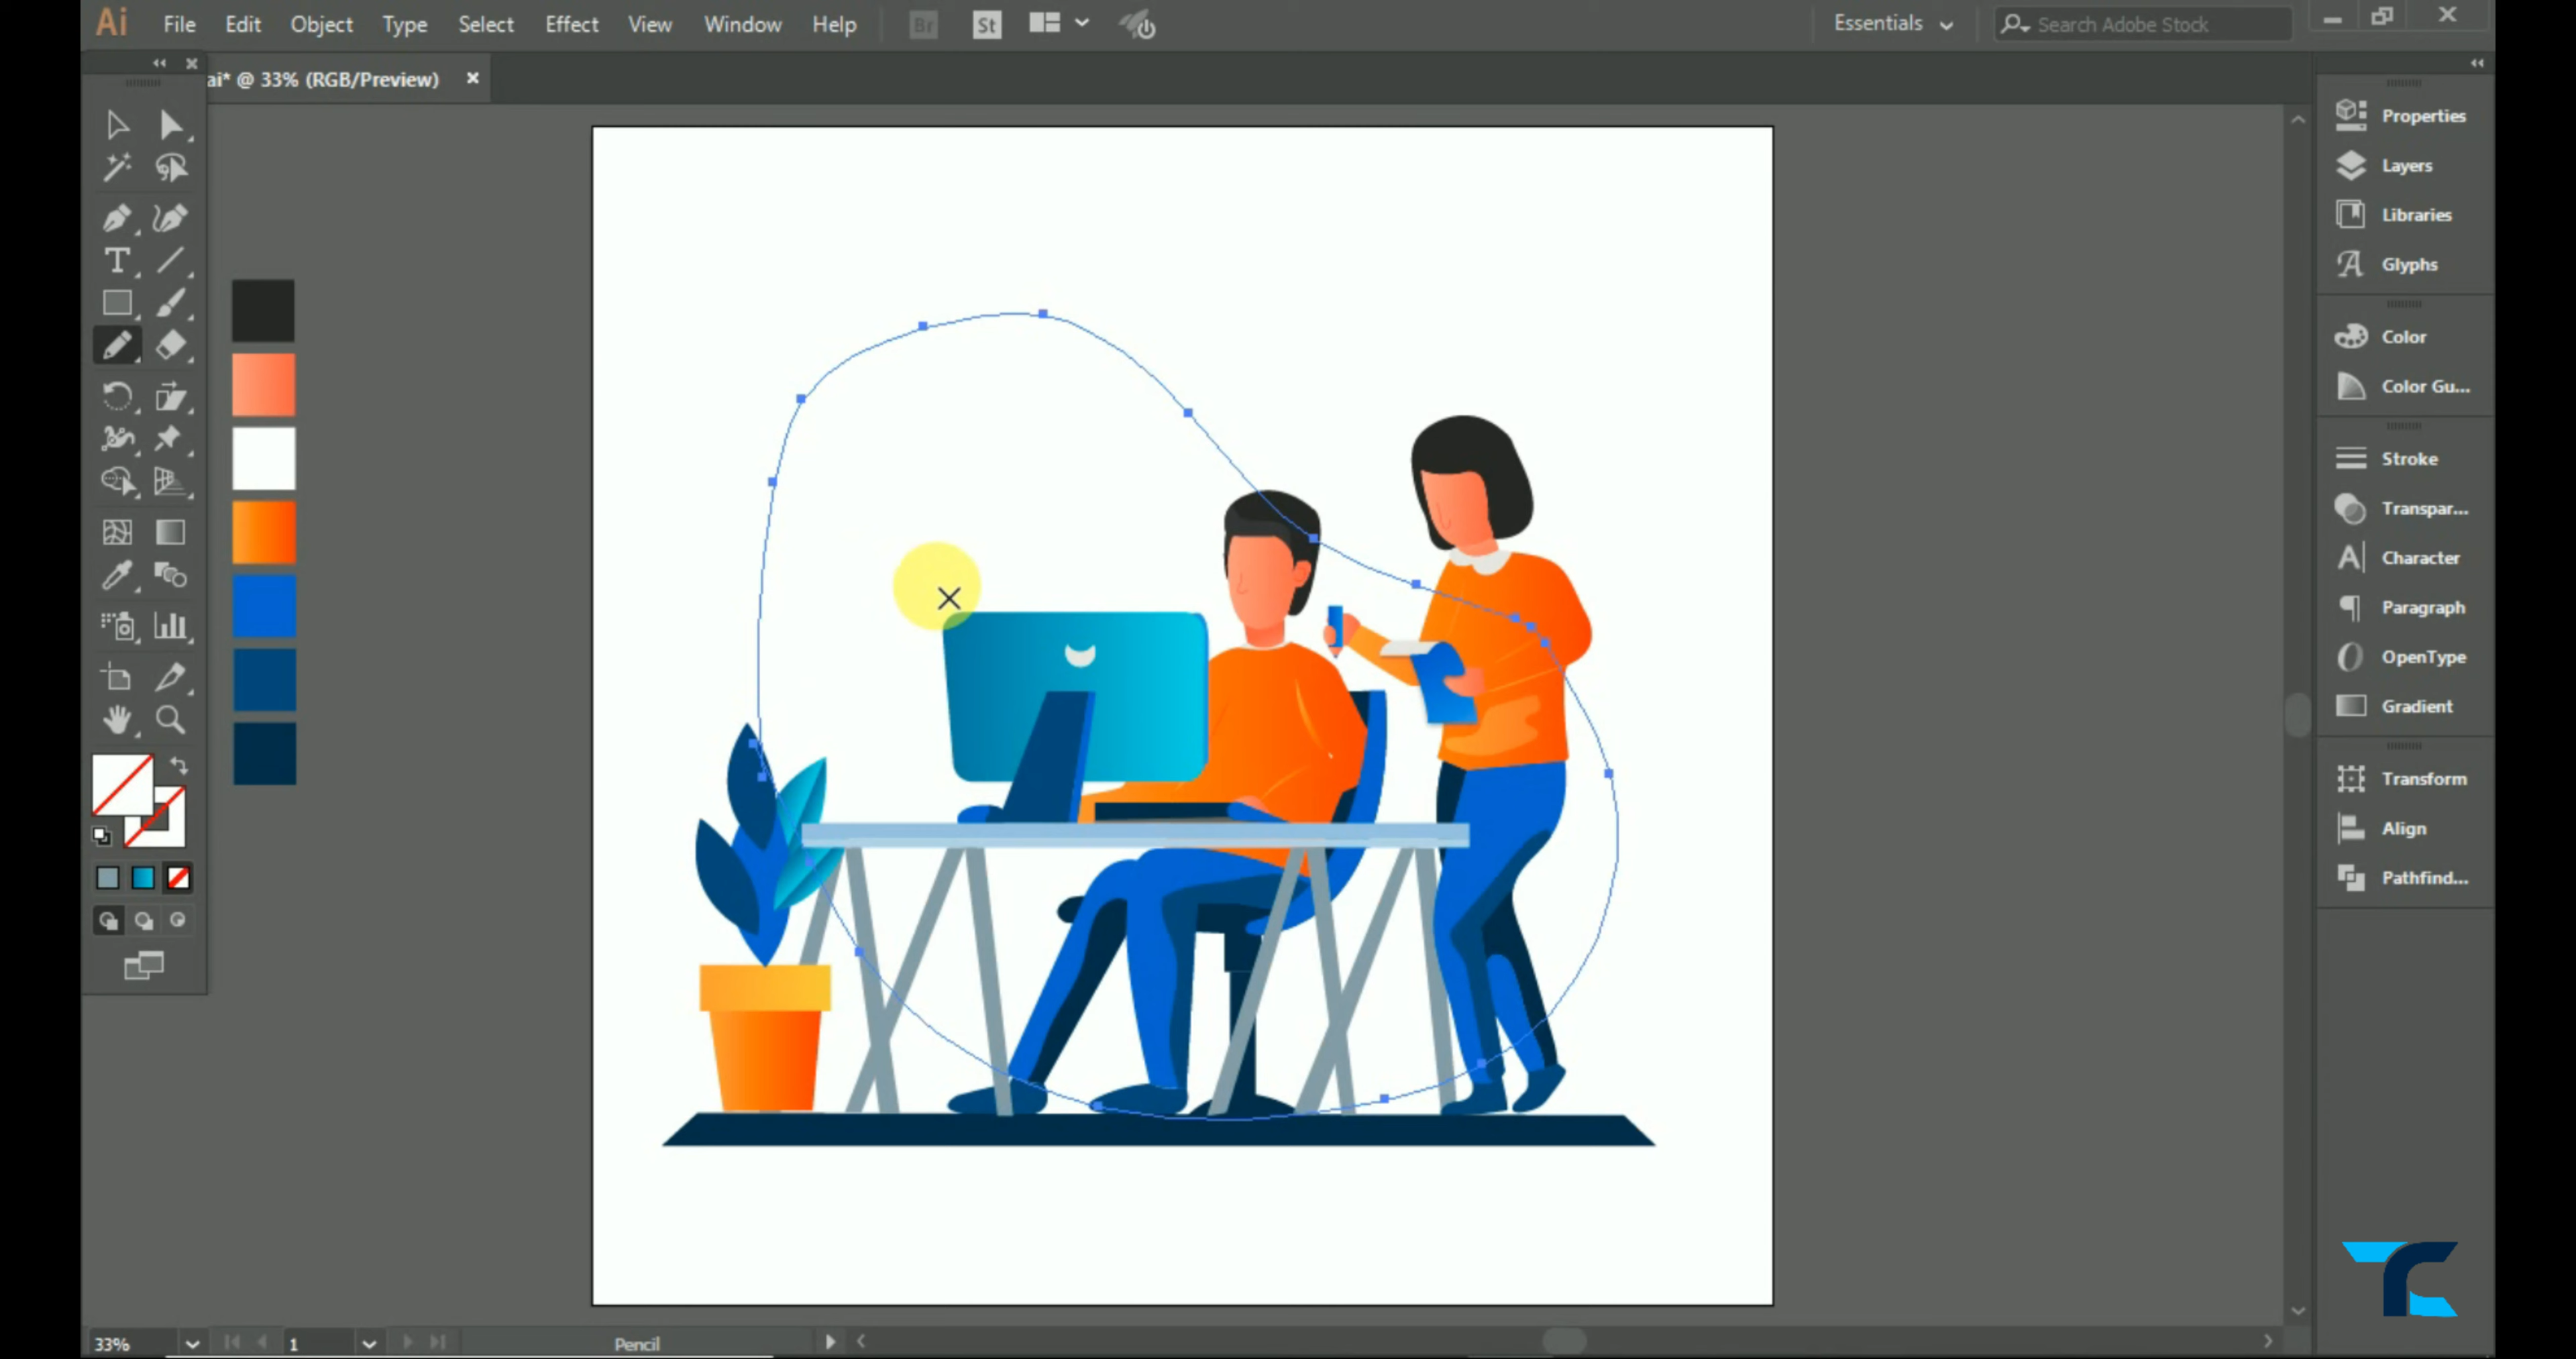 Ai File Edit Object Type Select Effect View Window Help Br St Essentials Search Adobe Stock
ai* @ 33% (RGB/Preview)
Properties
Layers
Libraries
Glyphs
Color
Color Gu...
Stroke
Transpar...
Character
Paragraph
OpenType
Gradient
Transform
Align
Pathfind...
TC
33% 1 Pencil